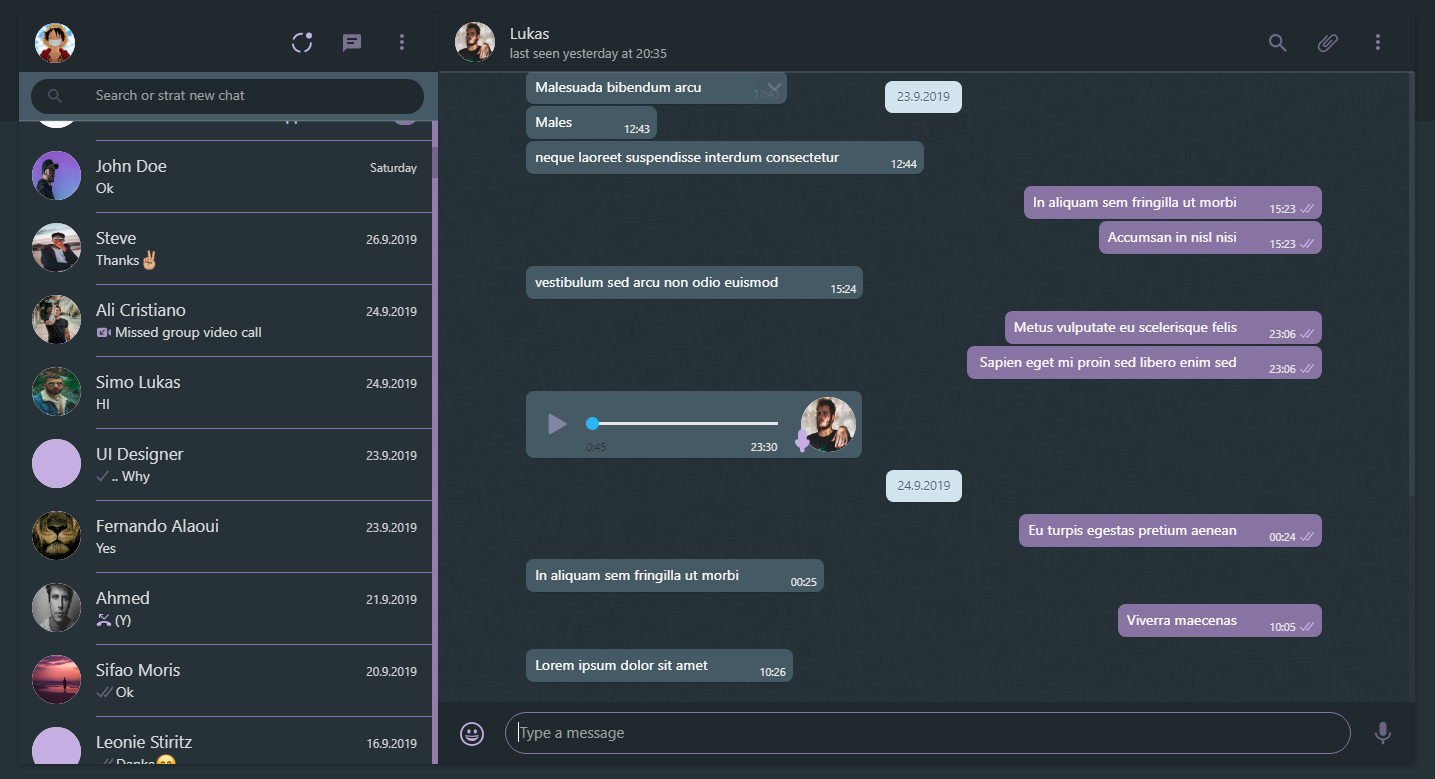 Search or strat new chat
John Doe
Saturday
Ok
Steve
26.9.2019
Thanks✌
Ali Cristiano
24.9.2019
Missed group video call
Simo Lukas
24.9.2019
HI
UI Designer
23.9.2019
.. Why
Fernando Alaoui
23.9.2019
Yes
Ahmed
21.9.2019
(Y)
Sifao Moris
20.9.2019
Ok
Leonie Stiritz
16.9.2019
Danke😁
Lukas
last seen yesterday at 20:35
Malesuada bibendum arcu
12:43
23.9.2019
Males
12:43
neque laoreet suspendisse interdum consectetur
12:44
In aliquam sem fringilla ut morbi
15:23
Accumsan in nisl nisi
15:23
vestibulum sed arcu non odio euismod
15:24
Metus vulputate eu scelerisque felis
23:06
Sapien eget mi proin sed libero enim sed
23:06
0:45
23:30
24.9.2019
Eu turpis egestas pretium aenean
00:24
In aliquam sem fringilla ut morbi
00:25
Viverra maecenas
10:05
Lorem ipsum dolor sit amet
10:26
Type a message